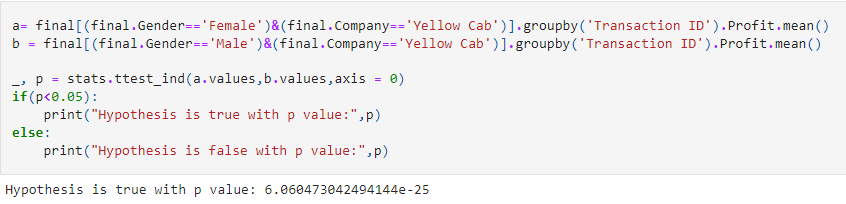 a= final[(final.Gender=='Female')&(final.Company=='Yellow Cab')].groupby('Transaction ID').Profit.mean()
b = final[(final.Gender=='Male')&(final.Company=='Yellow Cab')].groupby('Transaction ID').Profit.mean()
_, p = stats.ttest_ind(a.values,b.values,axis = 0)
if(p<0.05):
    print("Hypothesis is true with p value:",p)
else:
    print("Hypothesis is false with p value:",p)
Hypothesis is true with p value: 6.060473042494144e-25